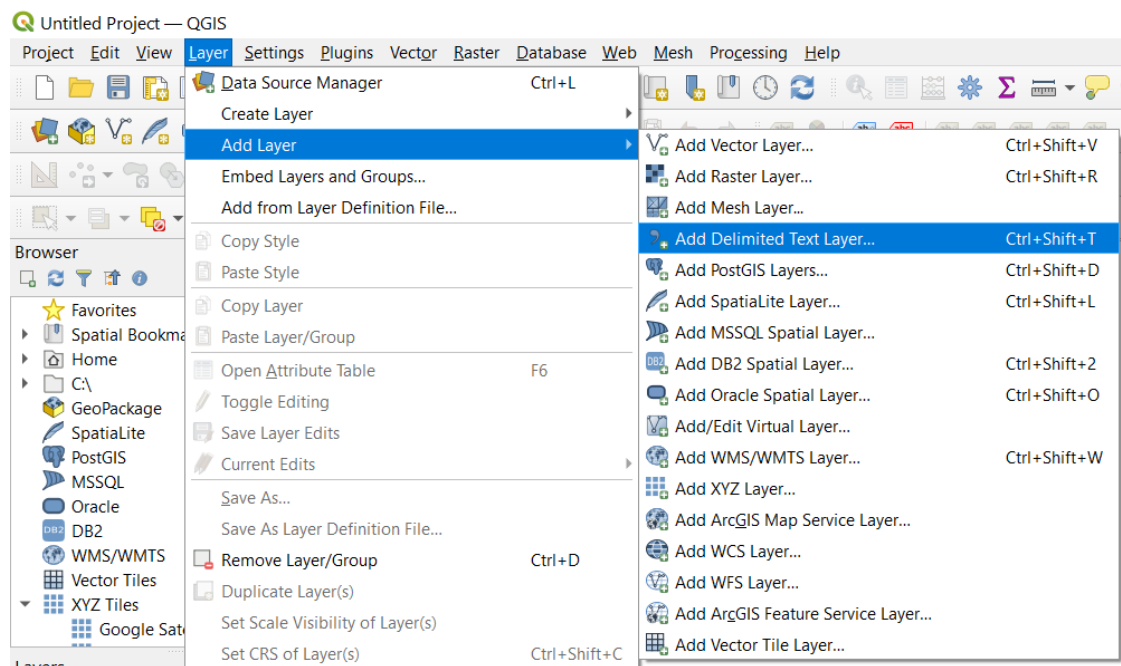 Untitled Project — QGIS
Project Edit View Layer Settings Plugins Vector Raster Database Web Mesh Processing Help
Data Source Manager Ctrl+L
Create Layer
Add Layer
Embed Layers and Groups...
Add from Layer Definition File...
Copy Style
Paste Style
Copy Layer
Paste Layer/Group
Open Attribute Table F6
Toggle Editing
Save Layer Edits
Current Edits
Save As...
Save As Layer Definition File...
Remove Layer/Group Ctrl+D
Duplicate Layer(s)
Set Scale Visibility of Layer(s)
Set CRS of Layer(s) Ctrl+Shift+C
Add Vector Layer... Ctrl+Shift+V
Add Raster Layer... Ctrl+Shift+R
Add Mesh Layer...
Add Delimited Text Layer... Ctrl+Shift+T
Add PostGIS Layers... Ctrl+Shift+D
Add SpatiaLite Layer... Ctrl+Shift+L
Add MSSQL Spatial Layer...
Add DB2 Spatial Layer... Ctrl+Shift+2
Add Oracle Spatial Layer... Ctrl+Shift+O
Add/Edit Virtual Layer...
Add WMS/WMTS Layer... Ctrl+Shift+W
Add XYZ Layer...
Add ArcGIS Map Service Layer...
Add WCS Layer...
Add WFS Layer...
Add ArcGIS Feature Service Layer...
Add Vector Tile Layer...
Browser
Favorites
Spatial Bookma
Home
C:\
GeoPackage
SpatiaLite
PostGIS
MSSQL
Oracle
DB2
WMS/WMTS
Vector Tiles
XYZ Tiles
Google Sat